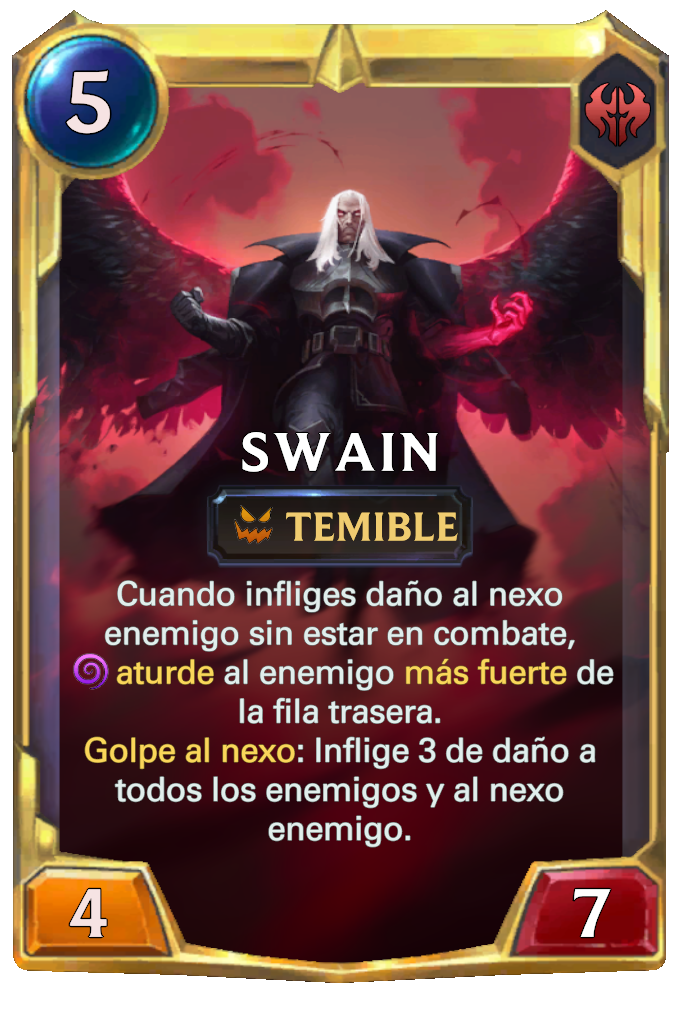 5
SWAIN
TEMIBLE
Cuando infliges daño al nexo
enemigo sin estar en combate,
aturde al enemigo más fuerte de
la fila trasera.
Golpe al nexo: Inflige 3 de daño a
todos los enemigos y al nexo
enemigo.
4
7